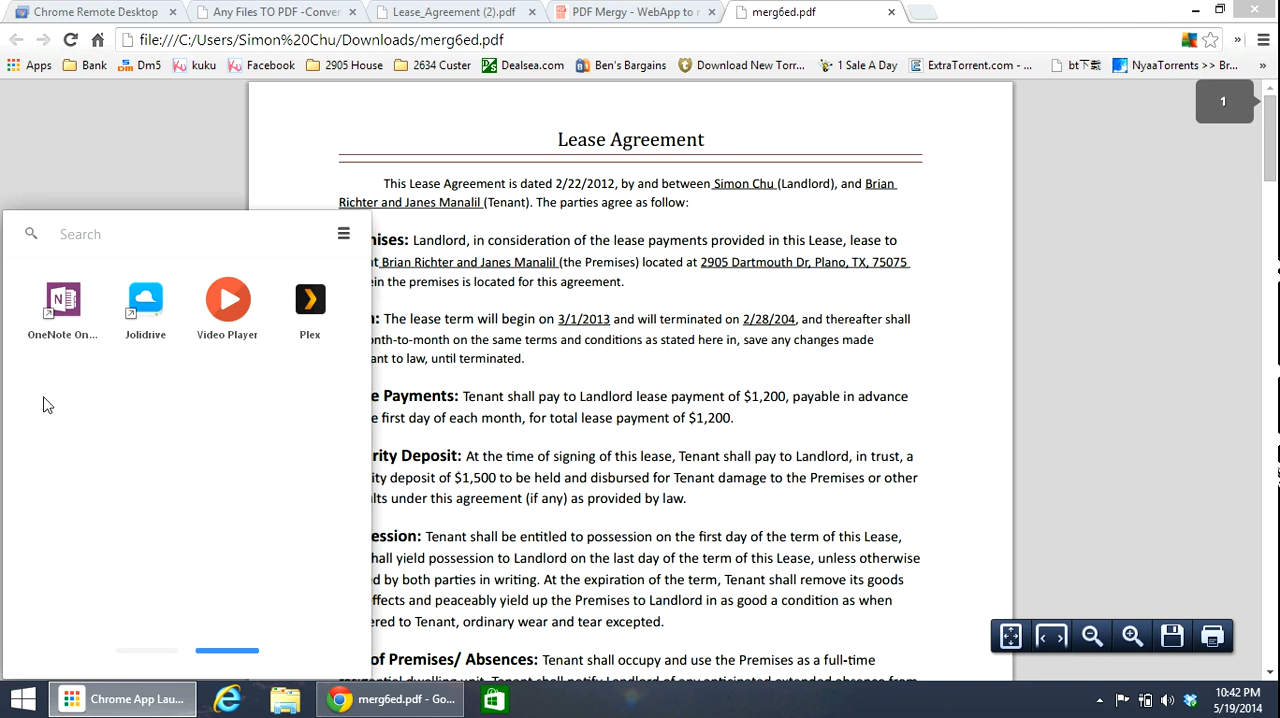 Chrome Remote Desktop
Any Files TO PDF -Conver
Lease_Agreement (2).pdf
PDF Mergy - WebApp to m
merg6ed.pdf
file:///C:/Users/Simon%20Chu/Downloads/merg6ed.pdf
Apps Bank Dm5 kuku Facebook 2905 House 2634 Custer Dealsea.com Ben's Bargains Download New Torr... 1 Sale A Day ExtraTorrent.com - ... bt下载 NyaaTorrents >> Br... »
1
Lease Agreement
This Lease Agreement is dated 2/22/2012, by and between Simon Chu (Landlord), and Brian
Richter and Janes Manalil (Tenant). The parties agree as follow:
Search
ises: Landlord, in consideration of the lease payments provided in this Lease, lease to
t Brian Richter and Janes Manalil (the Premises) located at 2905 Dartmouth Dr, Plano, TX, 75075
ein the premises is located for this agreement.
: The lease term will begin on 3/1/2013 and will terminated on 2/28/204, and thereafter shall
onth-to-month on the same terms and conditions as stated here in, save any changes made
ant to law, until terminated.
OneNote On...
Jolidrive
Video Player
Plex
e Payments: Tenant shall pay to Landlord lease payment of $1,200, payable in advance
e first day of each month, for total lease payment of $1,200.
rity Deposit: At the time of signing of this lease, Tenant shall pay to Landlord, in trust, a
ity deposit of $1,500 to be held and disbursed for Tenant damage to the Premises or other
ults under this agreement (if any) as provided by law.
ession: Tenant shall be entitled to possession on the first day of the term of this Lease,
hall yield possession to Landlord on the last day of the term of this Lease, unless otherwise
d by both parties in writing. At the expiration of the term, Tenant shall remove its goods
ffects and peaceably yield up the Premises to Landlord in as good a condition as when
ered to Tenant, ordinary wear and tear excepted.
of Premises/ Absences: Tenant shall occupy and use the Premises as a full-time
Chrome App Lau...
merg6ed.pdf - Go...
10:42 PM
5/19/2014